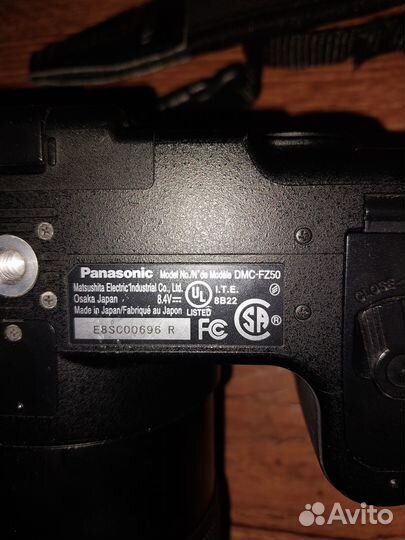 Panasonic Model No./N° de Modèle DMC-FZ50
Matsushita Electric Industrial Co., Ltd.
Osaka Japan 8.4V
Made in Japan/Fabriqué au Japon
UL
LISTED
I.T.E.
8B22
E8SC00696 R
FC
SA
CLOSE
Avito